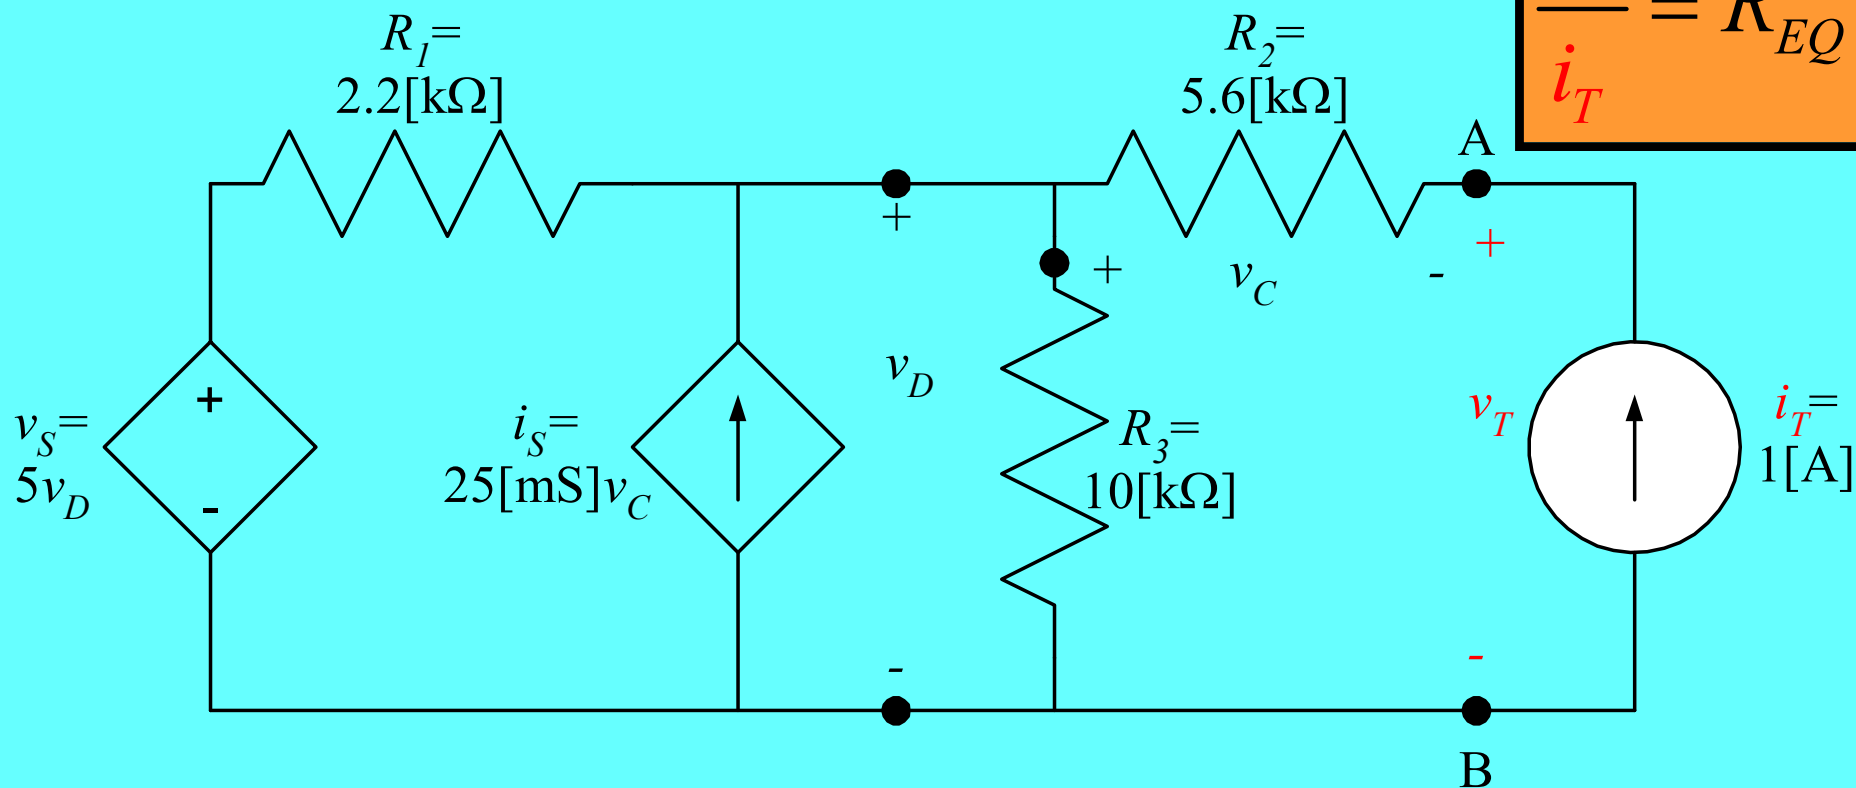 R1=
2.2[kΩ]
R2=
5.6[kΩ]
= REQ
iT
A
+
+
vC
-
+
vD
vS=
5vD
+
-
iS=
25[mS]vC
R3=
10[kΩ]
vT
iT=
1[A]
-
-
B